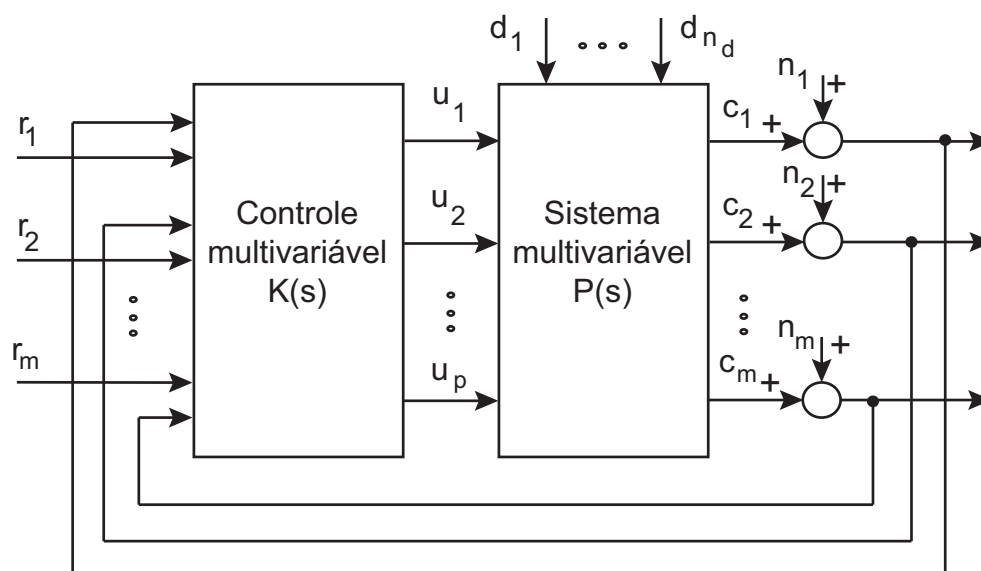 d1 dnd
n1
r1
u1
c1
+
+
r2
Controle
multivariável
K(s)
u2
Sistema
multivariável
P(s)
n2
c2
+
+
rm
up
nm
cm
+
+